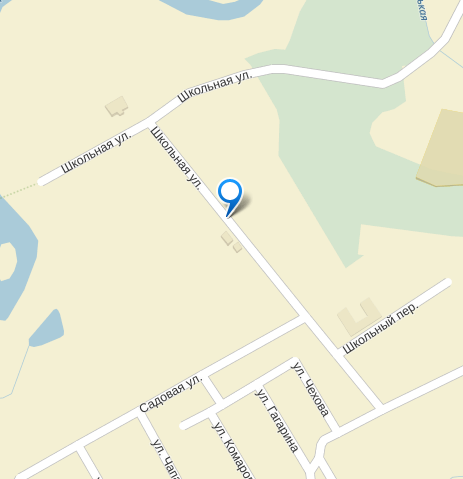 Школьная ул.
Школьная ул.
Школьная ул.
Школьный пер.
Садовая ул.
ул. Чехова
ул. Гагарина